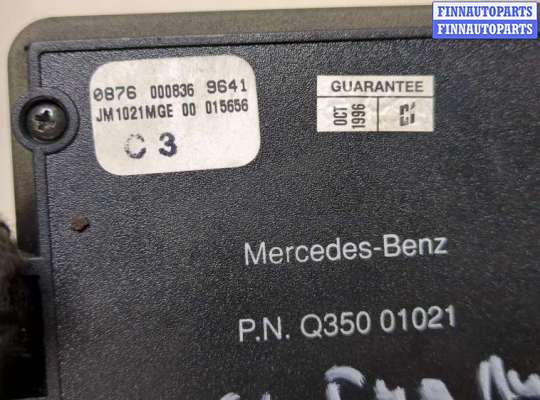 FINNAUTOPARTS
FINNAUTOPARTS
0876 000836 9641
JM1021MGE 00 015656
C3
GUARANTEE
OCT
1996
Mercedes-Benz
P.N. Q350 01021